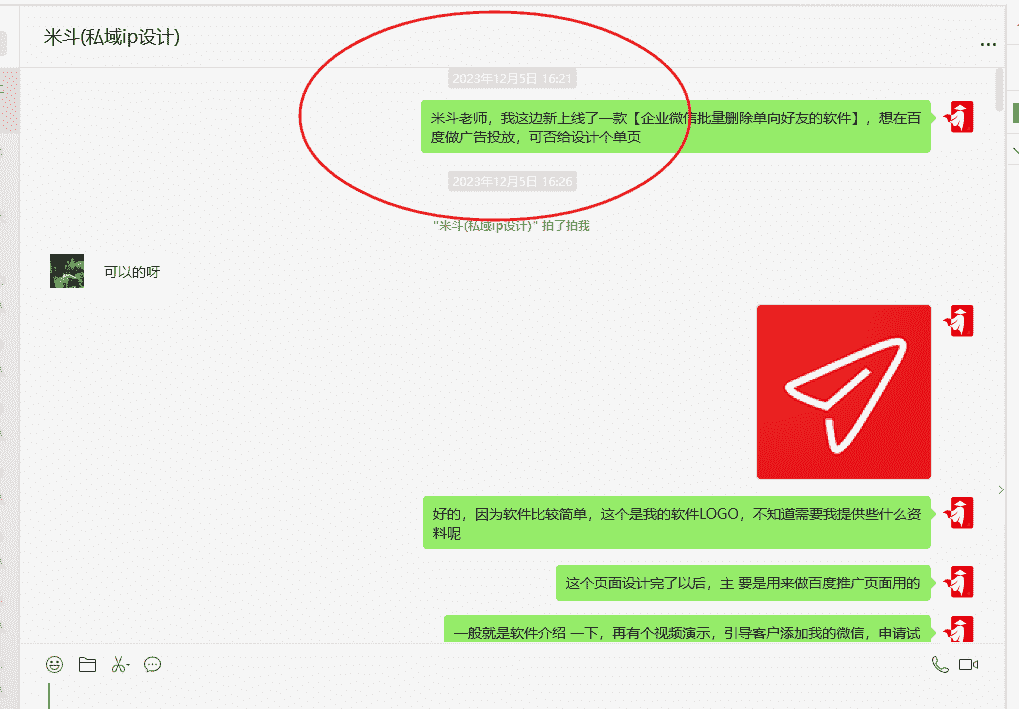 米斗(私域ip设计)
2023年12月5日 16:21
米斗老师，我这边新上线了一款【企业微信批量删除单向好友的软件】，想在百
度做广告投放，可否给设计个单页
2023年12月5日 16:26
"米斗(私域ip设计)" 拍了拍我
可以的呀
好的，因为软件比较简单，这个是我的软件LOGO，不知道需要我提供些什么资
料呢
这个页面设计完了以后，主 要是用来做百度推广页面用的
一般就是软件介绍 一下，再有个视频演示，引导客户添加我的微信，申请试